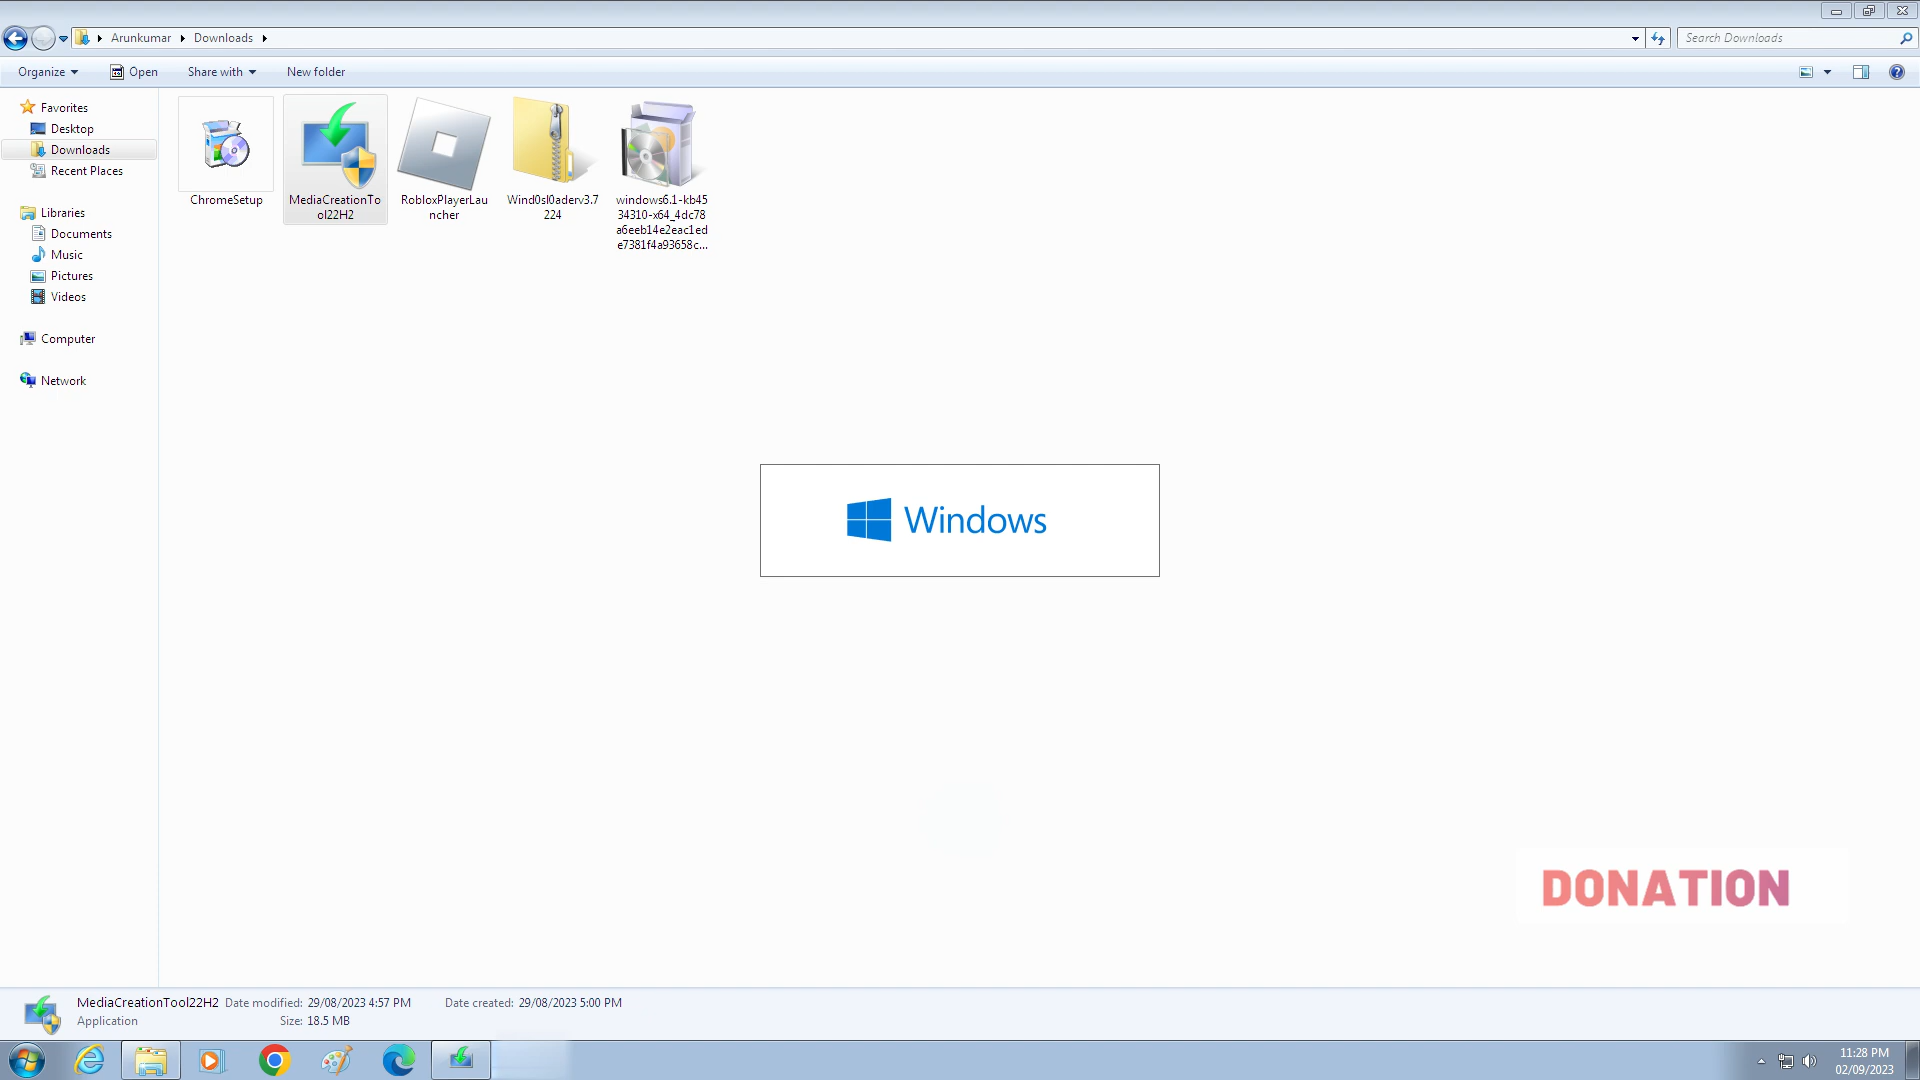 Arunkumar
Downloads
Search Downloads
Organize
Open
Share with
New folder
Favorites
Desktop
Downloads
Recent Places
Libraries
Documents
Music
Pictures
Videos
Computer
Network
ChromeSetup
MediaCreationTo
ol22H2
RobloxPlayerLau
ncher
Wind0sl0aderv3.7
224
windows6.1-kb45
34310-x64_4dc78
a6eeb14e2eac1ed
e7381f4a93658c...
Windows
DONATION
MediaCreationTool22H2 Date modified: 29/08/2023 4:57 PM Date created: 29/08/2023 5:00 PM
Application Size: 18.5 MB
11:28 PM
02/09/2023